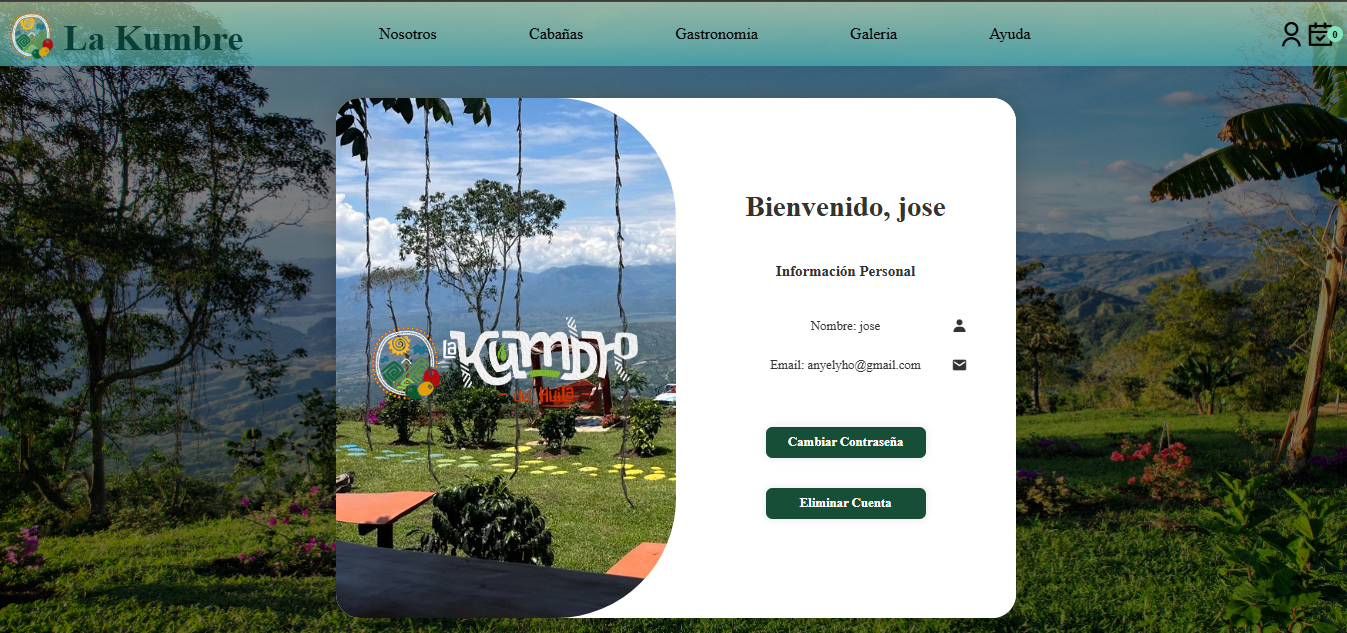 La Kumbre
Nosotros
Cabañas
Gastronomia
Galeria
Ayuda
0
la Kumbre
del Huila
Bienvenido, jose
Información Personal
Nombre: jose
Email: anyelyho@gmail.com
Cambiar Contraseña
Eliminar Cuenta